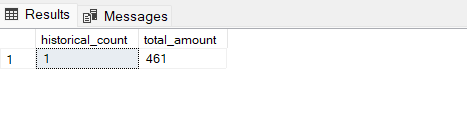 Results Messages
historical_count total_amount
1 1 461